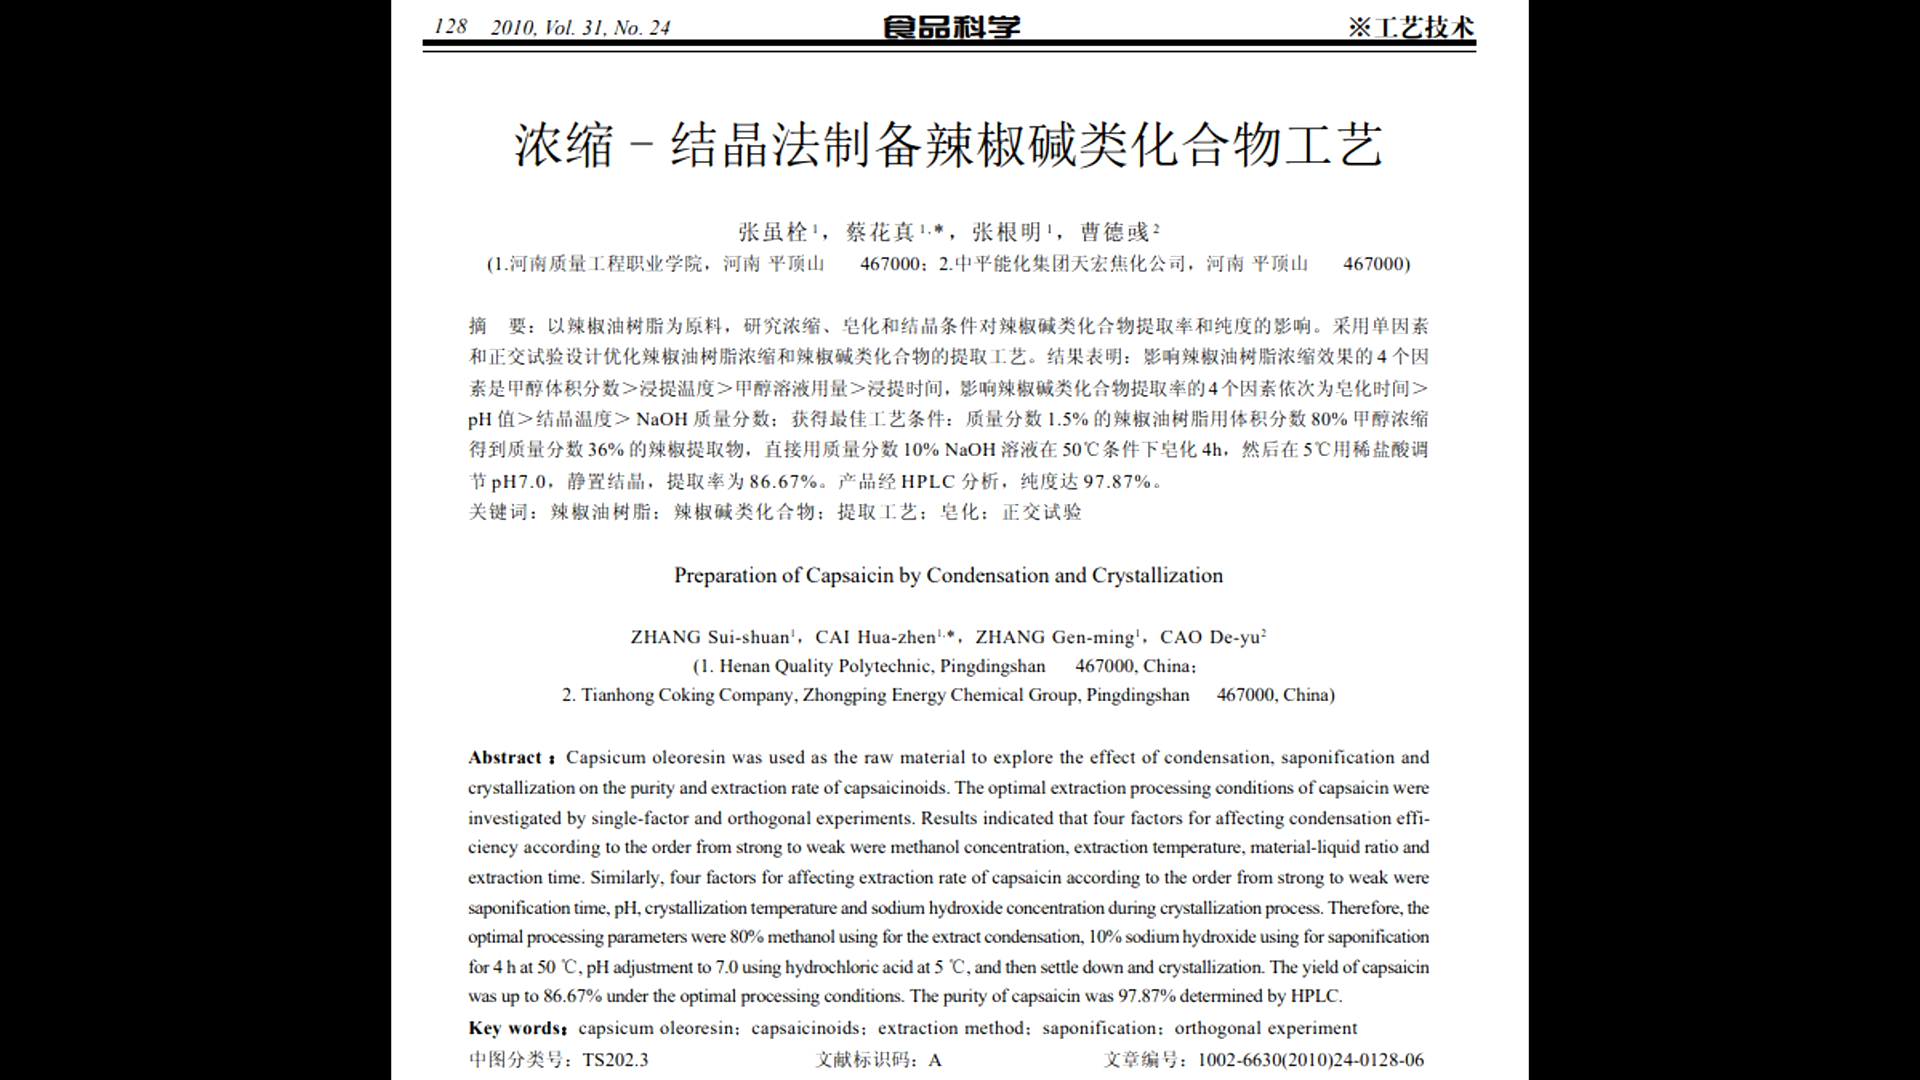 128 2010, Vol. 31, No. 24 食品科学 ※工艺技术
浓缩-结晶法制备辣椒碱类化合物工艺
张虽栓¹，蔡花真¹,*，张根明¹，曹德彧²
(1.河南质量工程职业学院，河南 平顶山 467000；2.中平能化集团天宏焦化公司，河南 平顶山 467000)
摘 要：以辣椒油树脂为原料，研究浓缩、皂化和结晶条件对辣椒碱类化合物提取率和纯度的影响。采用单因素
和正交试验设计优化辣椒油树脂浓缩和辣椒碱类化合物的提取工艺。结果表明：影响辣椒油树脂浓缩效果的4个因
素是甲醇体积分数＞浸提温度＞甲醇溶液用量＞浸提时间，影响辣椒碱类化合物提取率的4个因素依次为皂化时间＞
pH 值＞结晶温度＞ NaOH 质量分数；获得最佳工艺条件：质量分数 1.5% 的辣椒油树脂用体积分数 80% 甲醇浓缩
得到质量分数 36% 的辣椒提取物，直接用质量分数 10% NaOH 溶液在 50℃条件下皂化 4h，然后在 5℃用稀盐酸调
节 pH7.0，静置结晶，提取率为 86.67%。产品经 HPLC 分析，纯度达 97.87%。
关键词：辣椒油树脂；辣椒碱类化合物；提取工艺；皂化；正交试验
Preparation of Capsaicin by Condensation and Crystallization
ZHANG Sui-shuan¹，CAI Hua-zhen¹,*，ZHANG Gen-ming¹，CAO De-yu²
(1. Henan Quality Polytechnic, Pingdingshan 467000, China；
2. Tianhong Coking Company, Zhongping Energy Chemical Group, Pingdingshan 467000, China)
Abstract ：Capsicum oleoresin was used as the raw material to explore the effect of condensation, saponification and
crystallization on the purity and extraction rate of capsaicinoids. The optimal extraction processing conditions of capsaicin were
investigated by single-factor and orthogonal experiments. Results indicated that four factors for affecting condensation effi-
ciency according to the order from strong to weak were methanol concentration, extraction temperature, material-liquid ratio and
extraction time. Similarly, four factors for affecting extraction rate of capsaicin according to the order from strong to weak were
saponification time, pH, crystallization temperature and sodium hydroxide concentration during crystallization process. Therefore, the
optimal processing parameters were 80% methanol using for the extract condensation, 10% sodium hydroxide using for saponification
for 4 h at 50 ℃, pH adjustment to 7.0 using hydrochloric acid at 5 ℃, and then settle down and crystallization. The yield of capsaicin
was up to 86.67% under the optimal processing conditions. The purity of capsaicin was 97.87% determined by HPLC.
Key words：capsicum oleoresin；capsaicinoids；extraction method；saponification；orthogonal experiment
中图分类号：TS202.3 文献标识码：A 文章编号：1002-6630(2010)24-0128-06